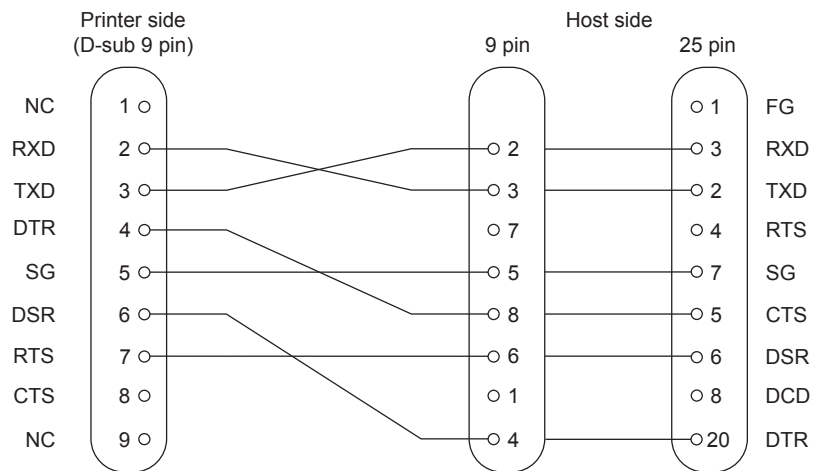 Printer side Host side
(D-sub 9 pin) 9 pin 25 pin
NC 1 1 FG
RXD 2 2 3 RXD
TXD 3 3 2 TXD
DTR 4 7 4 RTS
SG 5 5 7 SG
DSR 6 8 5 CTS
RTS 7 6 6 DSR
CTS 8 1 8 DCD
NC 9 4 20 DTR